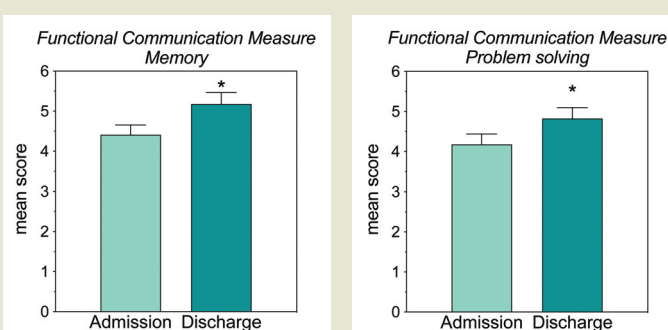 Functional Communication Measure
Memory
6
5
4
3
2
1
0
mean score
*
Admission Discharge
Functional Communication Measure
Problem solving
6
5
4
3
2
1
0
mean score
*
Admission Discharge